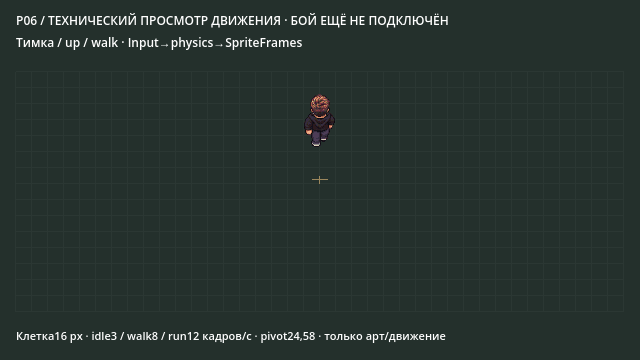 P06 / ТЕХНИЧЕСКИЙ ПРОСМОТР ДВИЖЕНИЯ · БОЙ ЕЩЁ НЕ ПОДКЛЮЧЁН
Тимка / up / walk · Input→physics→SpriteFrames
Клетка16 px · idle3 / walk8 / run12 кадров/с · pivot24,58 · только арт/движение